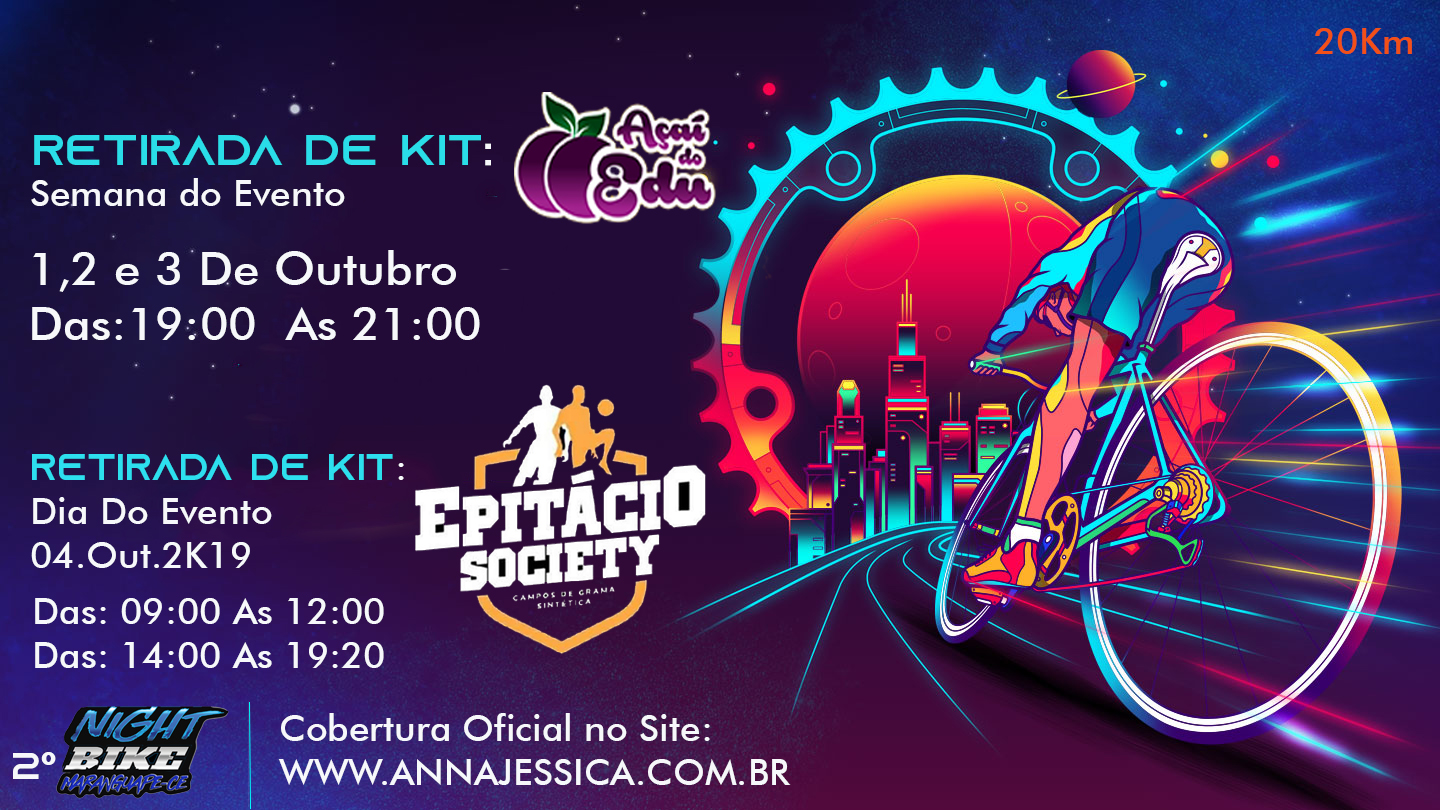 20Km
RETIRADA DE KIT:
Semana do Evento
Açaí
do
Edu
1,2 e 3 De Outubro
Das:19:00 As 21:00
RETIRADA DE KIT:
Dia Do Evento
04.Out.2K19
Das: 09:00 As 12:00
Das: 14:00 As 19:20
EPITÁCIO
SOCIETY
CAMPOS DE GRAMA
SINTÉTICA
2º
NIGHT
BIKE
MARANGUAPE-CE
Cobertura Oficial no Site:
WWW.ANNAJESSICA.COM.BR